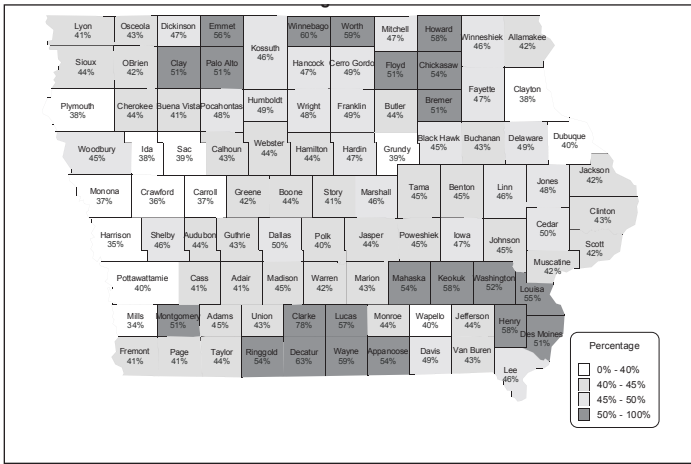 Lyon
41%
Osceola
43%
Dickinson
47%
Emmet
56%
Kossuth
46%
Winnebago
60%
Worth
59%
Mitchell
47%
Howard
58%
Winneshiek
46%
Allamakee
42%
Sioux
44%
OBrien
42%
Clay
51%
Palo Alto
51%
Hancock
47%
Cerro Gordo
49%
Floyd
51%
Chickasaw
54%
Fayette
47%
Clayton
38%
Plymouth
38%
Cherokee
44%
Buena Vista
41%
Pocahontas
48%
Humboldt
49%
Wright
48%
Franklin
49%
Butler
44%
Bremer
51%
Woodbury
45%
Ida
38%
Sac
39%
Calhoun
43%
Webster
44%
Hamilton
44%
Hardin
47%
Grundy
39%
Black Hawk
45%
Buchanan
43%
Delaware
49%
Dubuque
40%
Monona
37%
Crawford
36%
Carroll
37%
Greene
42%
Boone
44%
Story
41%
Marshall
46%
Tama
45%
Benton
45%
Linn
46%
Jones
48%
Jackson
42%
Clinton
43%
Harrison
35%
Shelby
46%
Audubon
44%
Guthrie
43%
Dallas
50%
Polk
40%
Jasper
44%
Poweshiek
45%
Iowa
47%
Johnson
45%
Cedar
50%
Scott
42%
Muscatine
42%
Pottawattamie
40%
Cass
41%
Adair
41%
Madison
45%
Warren
42%
Marion
43%
Mahaska
54%
Keokuk
58%
Washington
52%
Louisa
55%
Mills
34%
Montgomery
51%
Adams
45%
Union
43%
Clarke
78%
Lucas
57%
Monroe
44%
Wapello
40%
Jefferson
44%
Henry
58%
Des Moines
51%
Fremont
41%
Page
41%
Taylor
44%
Ringgold
54%
Decatur
63%
Wayne
59%
Appanoose
54%
Davis
49%
Van Buren
43%
Lee
46%
Percentage
0% - 40%
40% - 45%
45% - 50%
50% - 100%